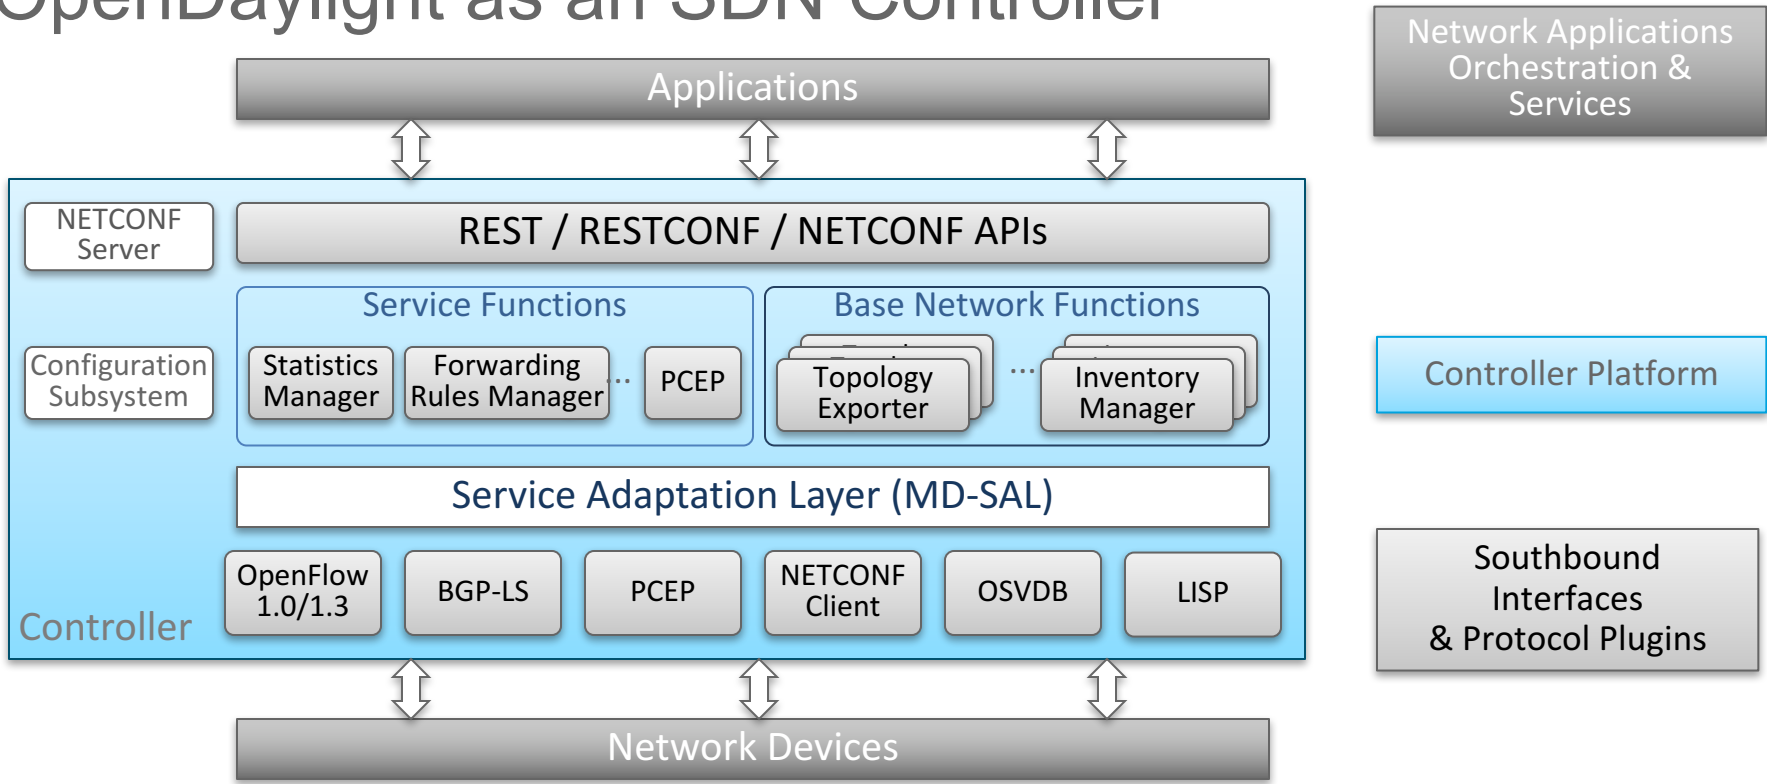 OpenDaylight as an SDN Controller
Network Applications
Orchestration &
Services
Applications
NETCONF
Server
REST / RESTCONF / NETCONF APIs
Service Functions
Base Network Functions
Configuration
Subsystem
Statistics
Manager
Forwarding
Rules Manager
...
PCEP
Topology
Exporter
...
Inventory
Manager
Controller Platform
Service Adaptation Layer (MD-SAL)
OpenFlow
1.0/1.3
BGP-LS
PCEP
NETCONF
Client
OSVDB
LISP
Controller
Southbound
Interfaces
& Protocol Plugins
Network Devices